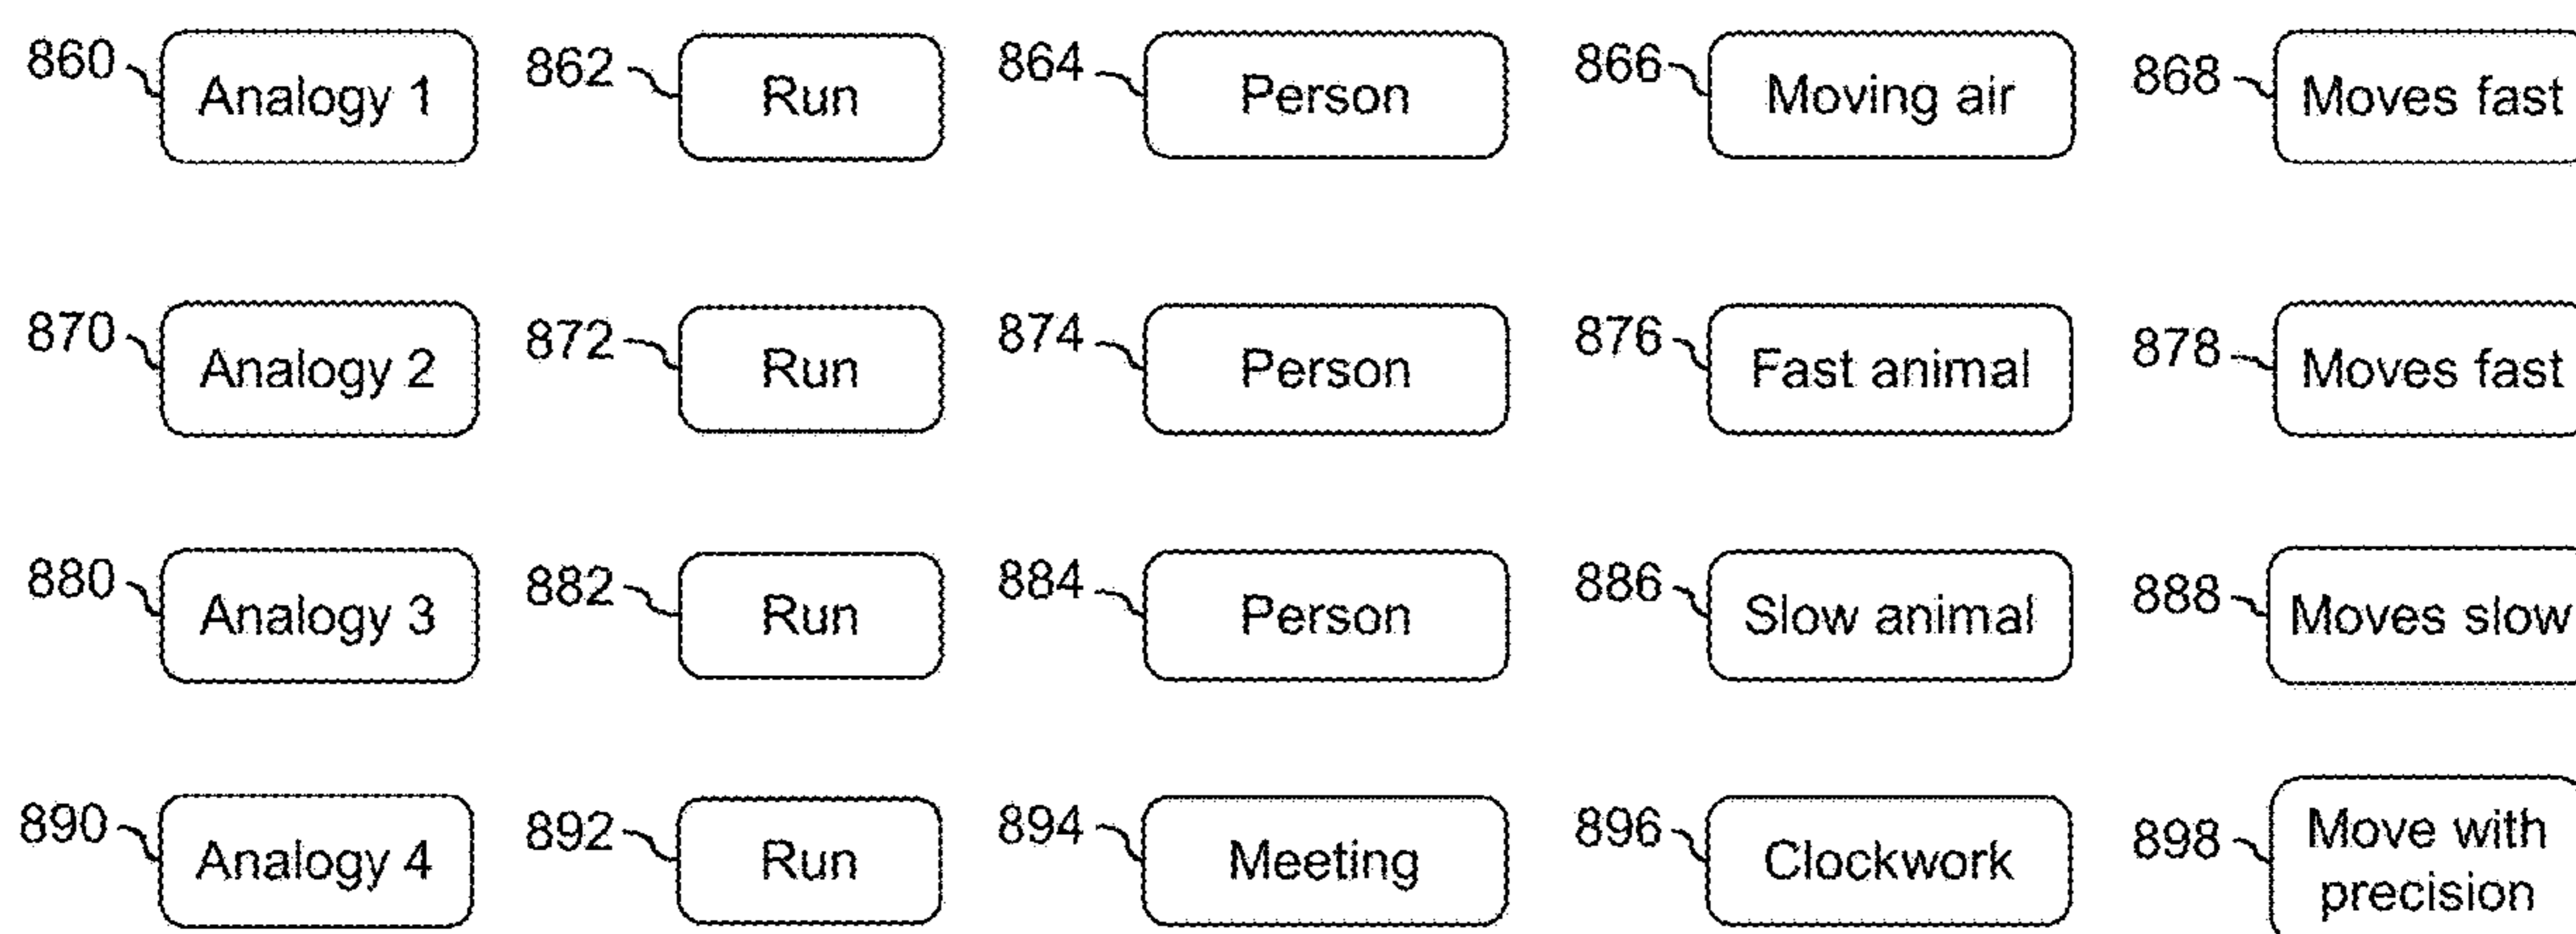 860 Analogy 1 862 Run 864 Person 866 Moving air 868 Moves fast
870 Analogy 2 872 Run 874 Person 876 Fast animal 878 Moves fast
880 Analogy 3 882 Run 884 Person 886 Slow animal 888 Moves slow
890 Analogy 4 892 Run 894 Meeting 896 Clockwork 898 Move with
precision